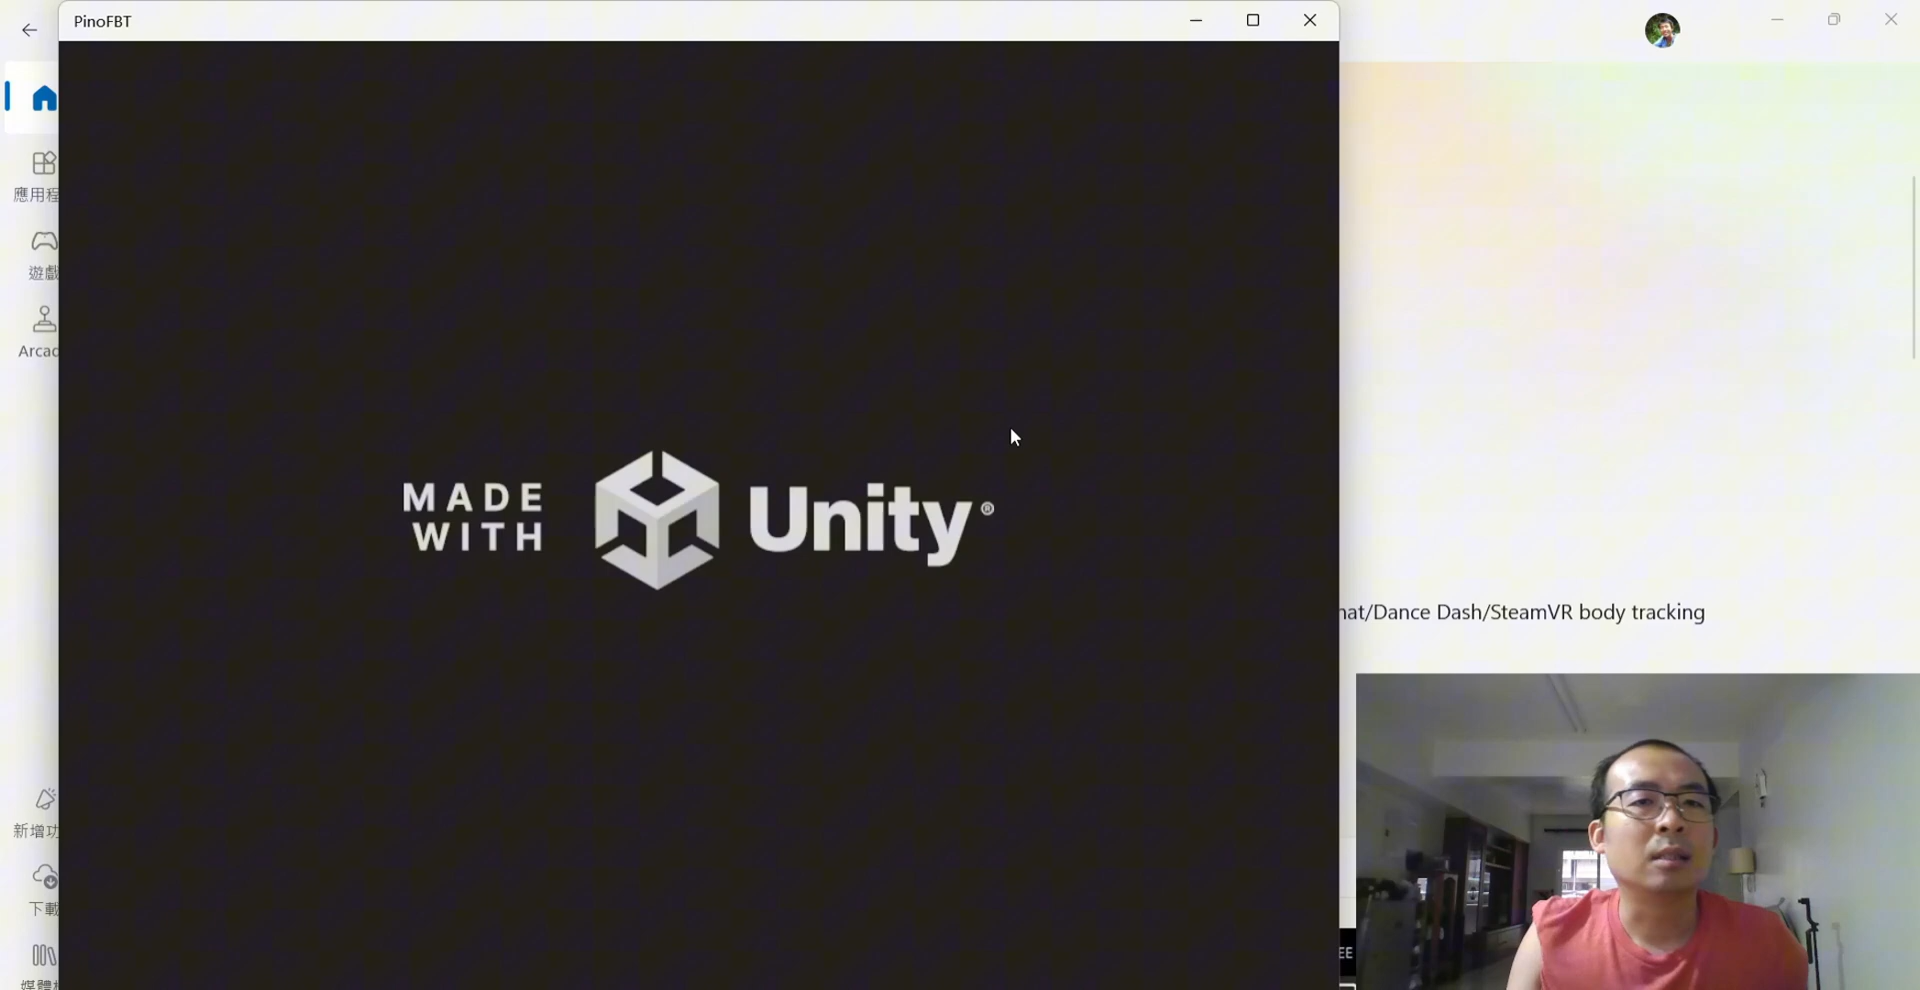 PinoFBT
應用程
遊戲
Arcad
MADE
WITH
Unity®
hat/Dance Dash/SteamVR body tracking
新增功
下載
媒體
EE